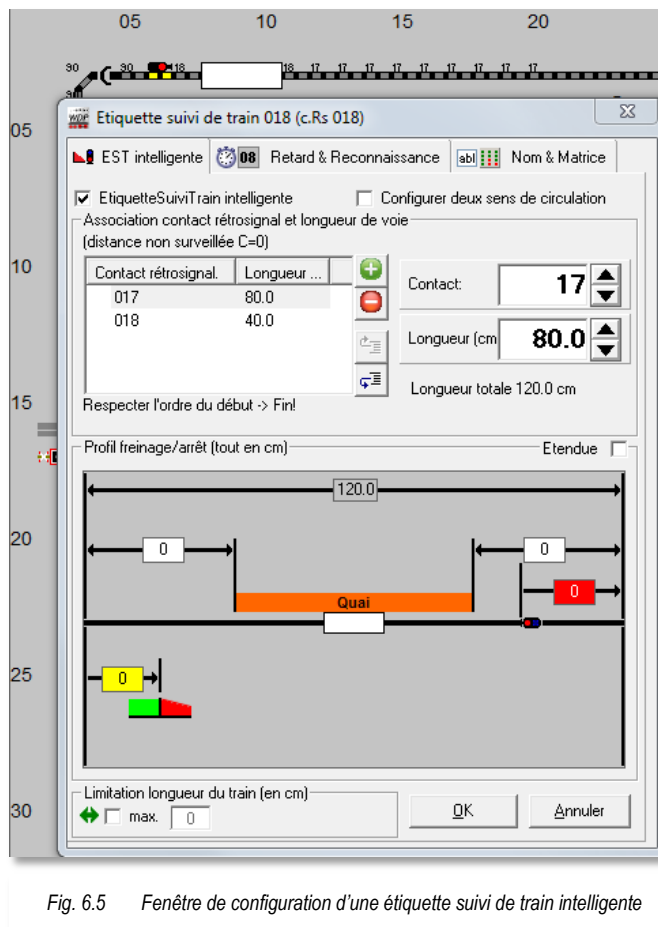 05 10 15 20
90 30 18 18 17 17 17 17 17 17 17 17 17
Etiquette suivi de train 018 (c.Rs 018)
05
EST intelligente 08 Retard & Reconnaissance abl Nom & Matrice
EtiquetteSuiviTrain intelligente Configurer deux sens de circulation
Association contact rétrosignal et longueur de voie
(distance non surveillée C=0)
10
Contact rétrosignal. Longueur ...
Contact: 17
017 80.0
018 40.0
Longueur (cm 80.0
Longueur totale 120.0 cm
15
Respecter l'ordre du début -> Fin!
Profil freinage/arrêt (tout en cm) Etendue
120.0
20
0 0
0
Quai
25
0
Limitation longueur du train (en cm)
30
max. 0
OK Annuler
Fig. 6.5 Fenêtre de configuration d'une étiquette suivi de train intelligente